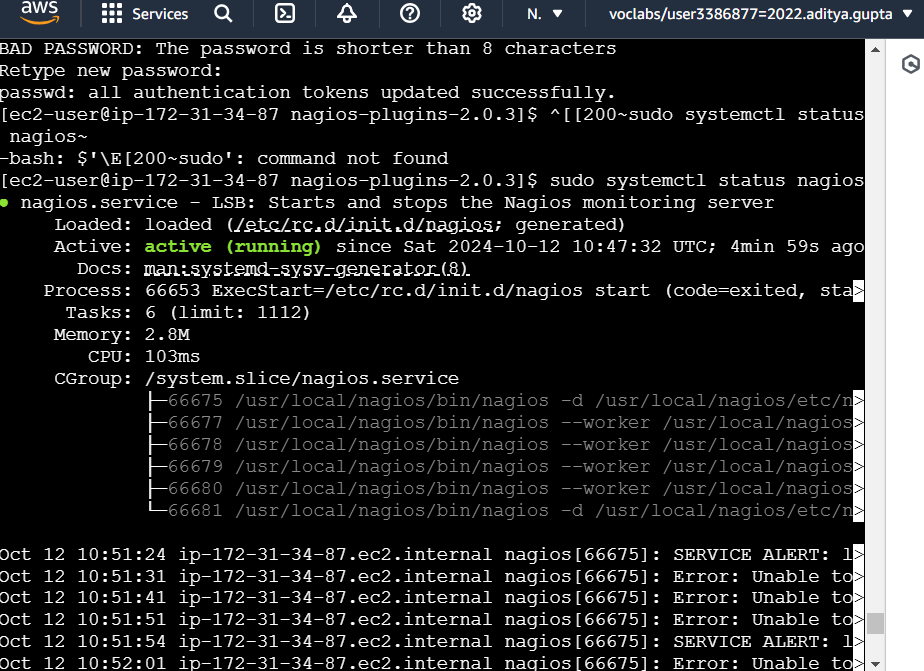 aws Services N. voclabs/user3386877=2022.aditya.gupta
BAD PASSWORD: The password is shorter than 8 characters
Retype new password:
passwd: all authentication tokens updated successfully.
[ec2-user@ip-172-31-34-87 nagios-plugins-2.0.3]$ ^[[200~sudo systemctl status
nagios~
-bash: $'\E[200~sudo': command not found
[ec2-user@ip-172-31-34-87 nagios-plugins-2.0.3]$ sudo systemctl status nagios
● nagios.service - LSB: Starts and stops the Nagios monitoring server
Loaded: loaded (/etc/rc.d/init.d/nagios; generated)
Active: active (running) since Sat 2024-10-12 10:47:32 UTC; 4min 59s ago
Docs: man:systemd-sysv-generator(8)
Process: 66653 ExecStart=/etc/rc.d/init.d/nagios start (code=exited, sta>
Tasks: 6 (limit: 1112)
Memory: 2.8M
CPU: 103ms
CGroup: /system.slice/nagios.service
├─66675 /usr/local/nagios/bin/nagios -d /usr/local/nagios/etc/n>
├─66677 /usr/local/nagios/bin/nagios --worker /usr/local/nagios>
├─66678 /usr/local/nagios/bin/nagios --worker /usr/local/nagios>
├─66679 /usr/local/nagios/bin/nagios --worker /usr/local/nagios>
├─66680 /usr/local/nagios/bin/nagios --worker /usr/local/nagios>
└─66681 /usr/local/nagios/bin/nagios -d /usr/local/nagios/etc/n>
Oct 12 10:51:24 ip-172-31-34-87.ec2.internal nagios[66675]: SERVICE ALERT: l>
Oct 12 10:51:31 ip-172-31-34-87.ec2.internal nagios[66675]: Error: Unable to>
Oct 12 10:51:41 ip-172-31-34-87.ec2.internal nagios[66675]: Error: Unable to>
Oct 12 10:51:51 ip-172-31-34-87.ec2.internal nagios[66675]: Error: Unable to>
Oct 12 10:51:54 ip-172-31-34-87.ec2.internal nagios[66675]: SERVICE ALERT: l>
Oct 12 10:52:01 ip-172-31-34-87.ec2.internal nagios[66675]: Error: Unable to>